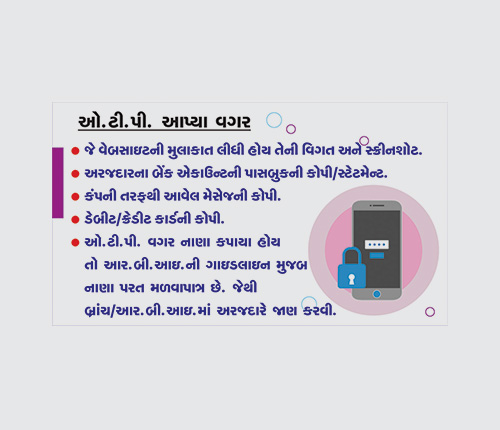 ઓ.ટી.પી. આપ્યા વગર
જે વેબસાઇટની મુલાકાત લીધી હોય તેની વિગત અને સ્ક્રીનશોટ.
અરજદારના બેંક એકાઉન્ટની પાસબુકની કોપી/સ્ટેટમેન્ટ.
કંપની તરફથી આવેલ મેસેજની કોપી.
ડેબીટ/ક્રેડીટ કાર્ડની કોપી.
ઓ.ટી.પી. વગર નાણા કપાયા હોય
તો આર.બી.આઇ.ની ગાઇડલાઇન મુજબ
નાણા પરત મળવાપાત્ર છે. જેથી
બ્રાંચ/આર.બી.આઇ.માં અરજદારે જાણ કરવી.